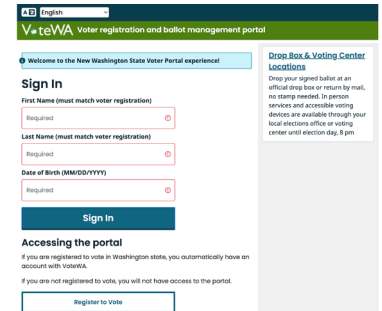 English
VoteWA Voter registration and ballot management portal
Welcome to the New Washington State Voter Portal experience!
Sign In
First Name (must match voter registration)
Required
Last Name (must match voter registration)
Required
Date of Birth (MM/DD/YYYY)
Required
Sign In
Accessing the portal
If you are registered to vote in Washington state, you automatically have an
account with VoteWA.
If you are not registered to vote, you will not have access to the portal.
Register to Vote
Drop Box & Voting Center
Locations
Drop your signed ballot at an
official drop box or return by mail,
no stamp needed. In person
services and accessible voting
devices are available through your
local elections office or voting
center until election day, 8 pm